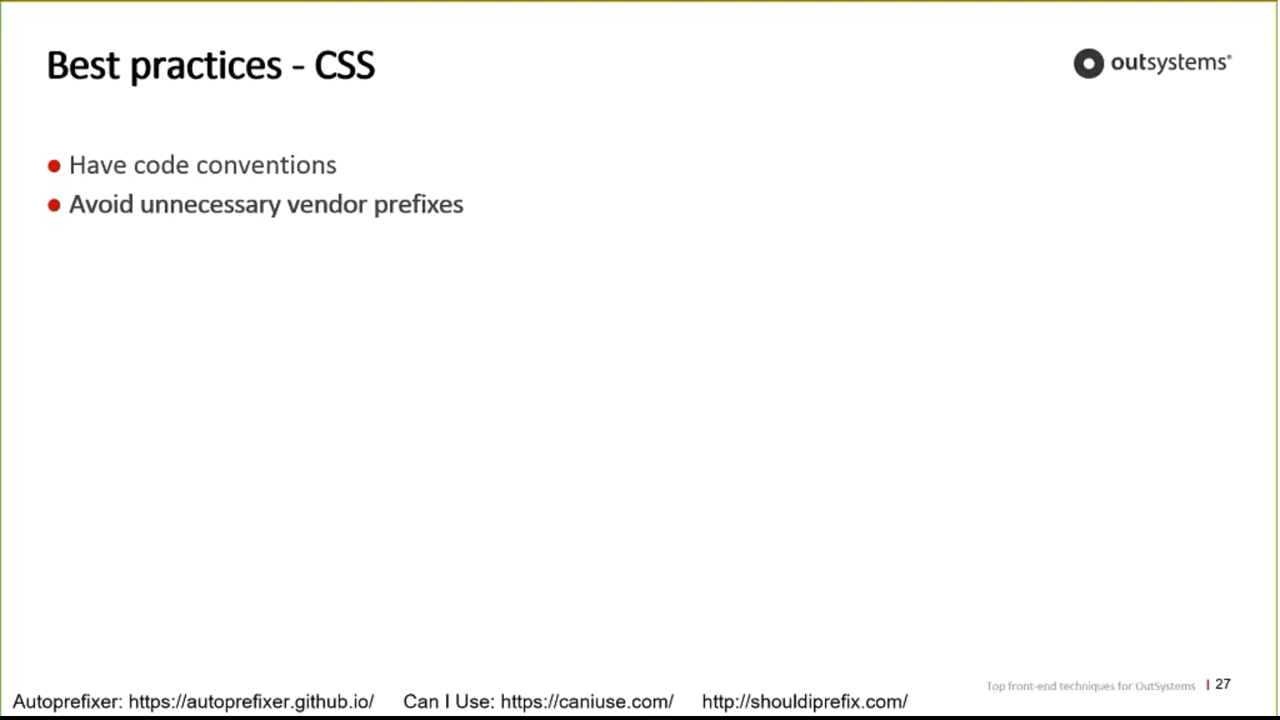 Best practices - CSS
outsystems®
● Have code conventions
● Avoid unnecessary vendor prefixes
Top front-end techniques for OutSystems | 27
Autoprefixer: https://autoprefixer.github.io/ Can I Use: https://caniuse.com/ http://shouldiprefix.com/